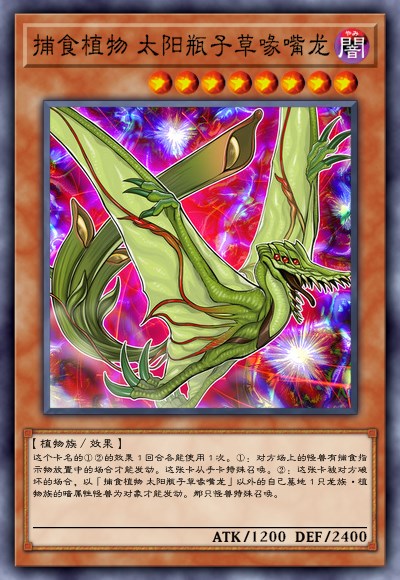 捕食植物 太阳瓶子草喙嘴龙
やみ
闇
【植物族／效果】
这个卡名的①②的效果1回合各能使用1次。①：对方场上的怪兽有捕食指
示物放置中的场合才能发动。这张卡从手卡特殊召唤。②：这张卡被对方破
坏的场合，以「捕食植物 太阳瓶子草喙嘴龙」以外的自己墓地1只龙族·植
物族的暗属性怪兽为对象才能发动。那只怪兽特殊召唤。
ATK/1200 DEF/2400